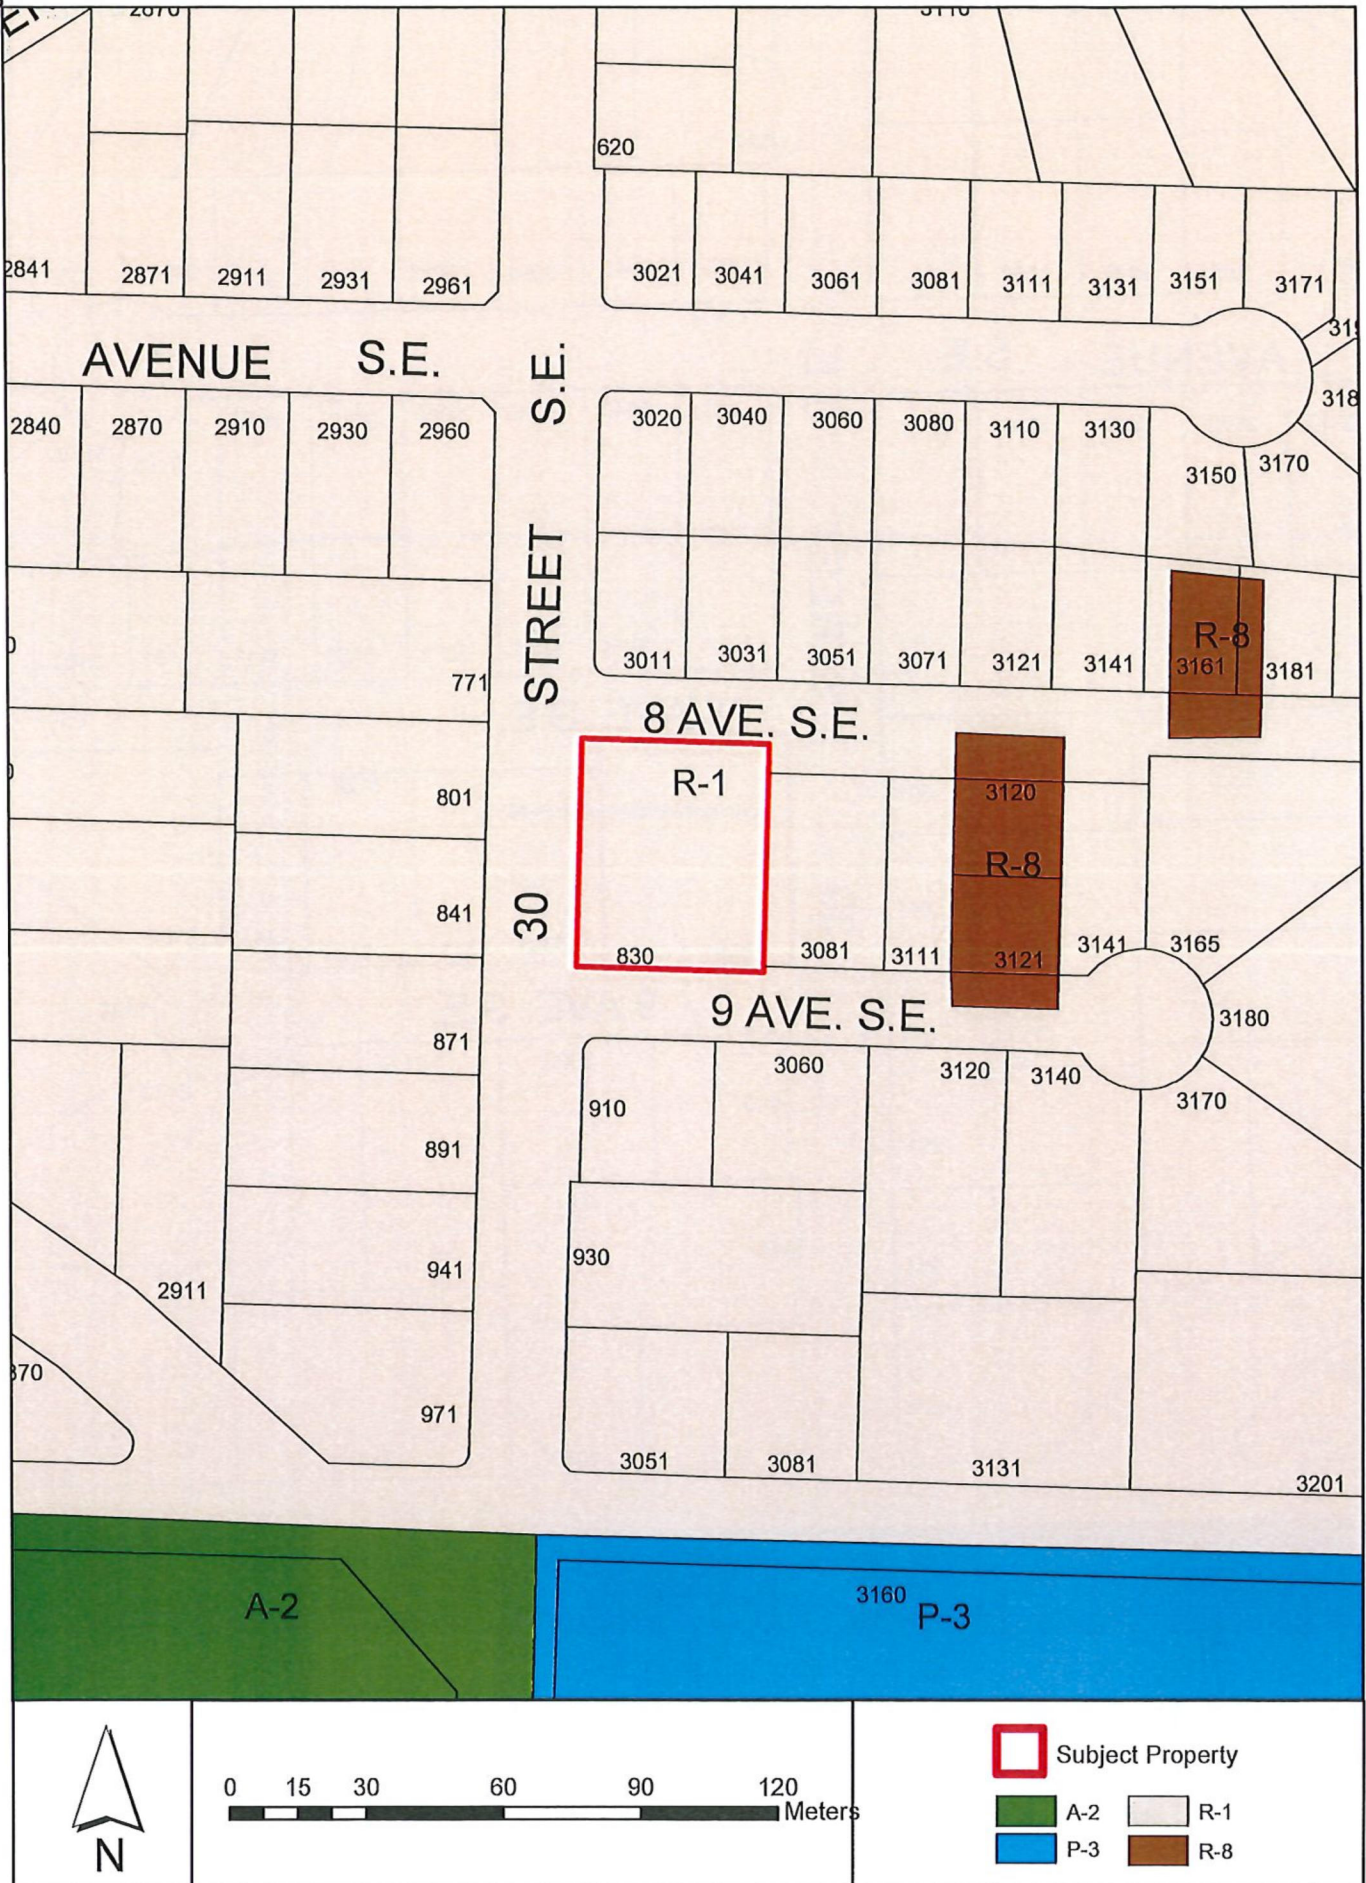 2870
3110
620
2841 2871 2911 2931 2961 3021 3041 3061 3081 3111 3131 3151 3171
AVENUE S.E.
2840 2870 2910 2930 2960 3020 3040 3060 3080 3110 3130
3150 3170
30 STREET S.E.
R-8
771 3011 3031 3051 3071 3121 3141 3161 3181
8 AVE. S.E.
R-1
801 3120
R-8
841
830 3081 3111 3121 3141 3165
9 AVE. S.E.
3180
871 3060 3120 3140
910 3170
891
930
941
2911
971
3051 3081 3131 3201
A-2
3160
P-3
N
0 15 30 60 90 120
Meters
Subject Property
A-2 R-1
P-3 R-8